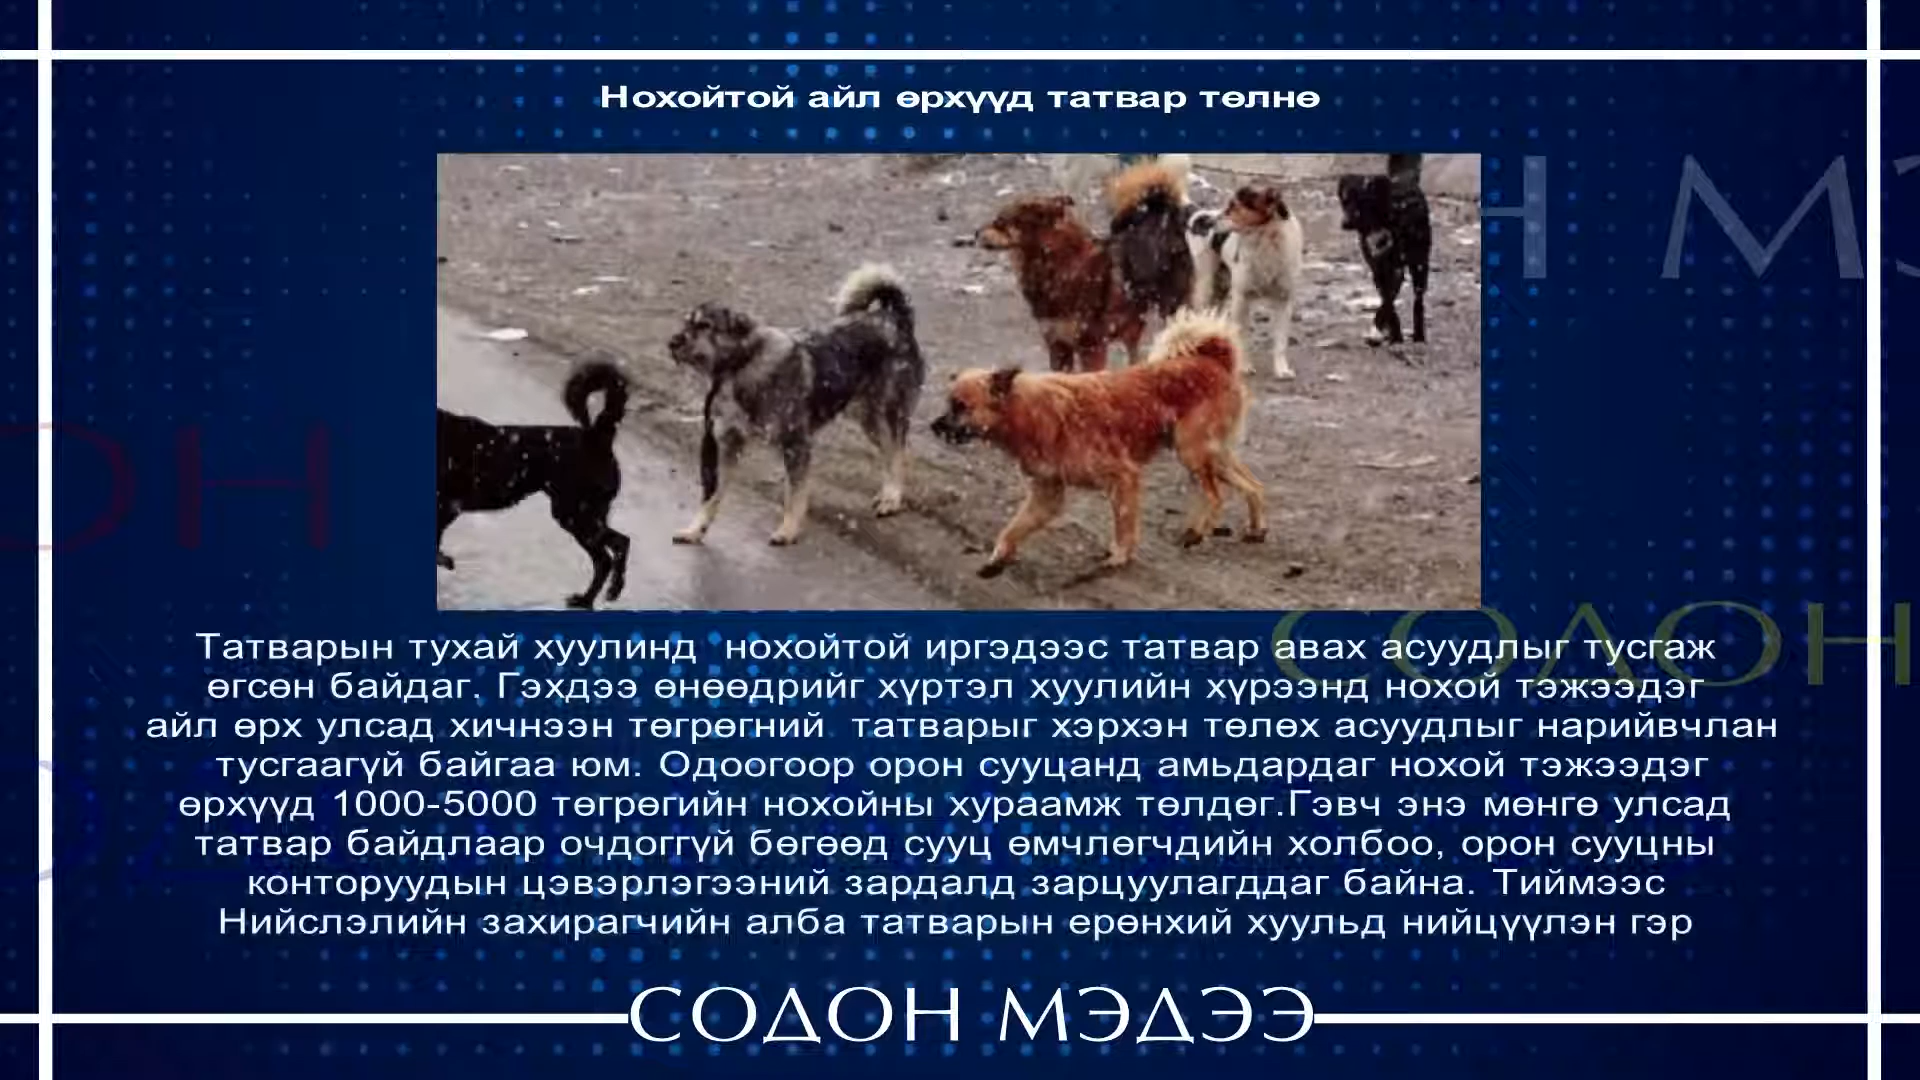 Нохойтой айл өрхүүд татвар төлнө
Татварын тухай хуулинд  нохойтой иргэдээс татвар авах асуудлыг тусгаж
өгсөн байдаг. Гэхдээ өнөөдрийг хүртэл хуулийн хүрээнд нохой тэжээдэг
айл өрх улсад хичнээн төгрөгний  татварыг хэрхэн төлөх асуудлыг нарийвчлан
тусгаагүй байгаа юм. Одоогоор орон сууцанд амьдардаг нохой тэжээдэг
өрхүүд 1000-5000 төгрөгийн нохойны хураамж төлдөг.Гэвч энэ мөнгө улсад
татвар байдлаар очдоггүй бөгөөд сууц өмчлөгчдийн холбоо, орон сууцны
конторуудын цэвэрлэгээний зардалд зарцуулагддаг байна. Тиймээс
Нийслэлийн захирагчийн алба татварын ерөнхий хуульд нийцүүлэн гэр
СОДОН МЭДЭЭ
Н МЭ
ОН
СОДОН